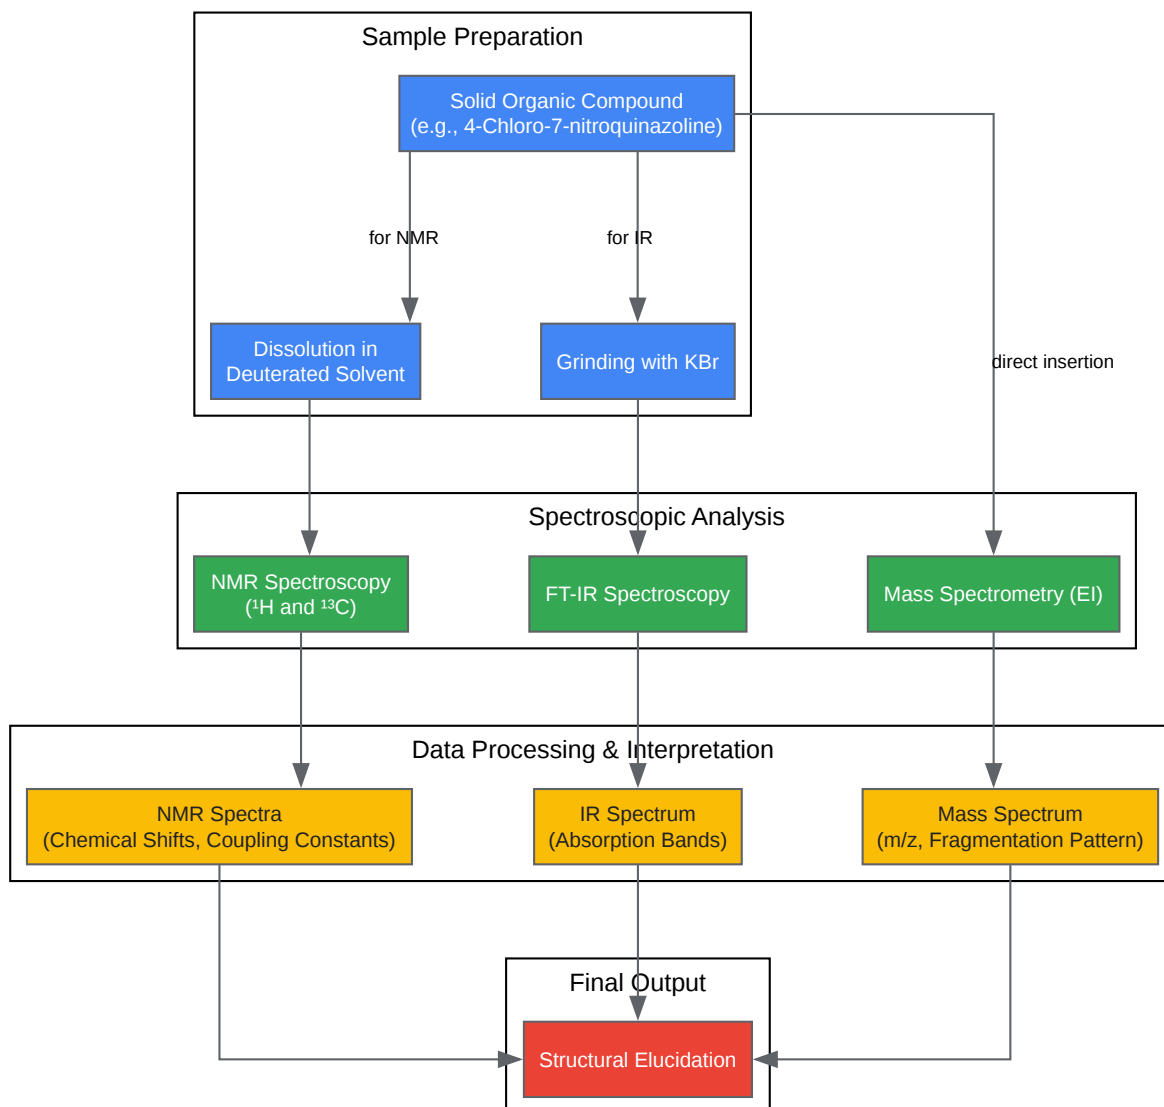 Sample Preparation
Solid Organic Compound
(e.g., 4-Chloro-7-nitroquinazoline)
for NMR
for IR
Dissolution in
Deuterated Solvent
Grinding with KBr
direct insertion
Spectroscopic Analysis
NMR Spectroscopy
(¹H and ¹³C)
FT-IR Spectroscopy
Mass Spectrometry (EI)
Data Processing & Interpretation
NMR Spectra
(Chemical Shifts, Coupling Constants)
IR Spectrum
(Absorption Bands)
Mass Spectrum
(m/z, Fragmentation Pattern)
Final Output
Structural Elucidation